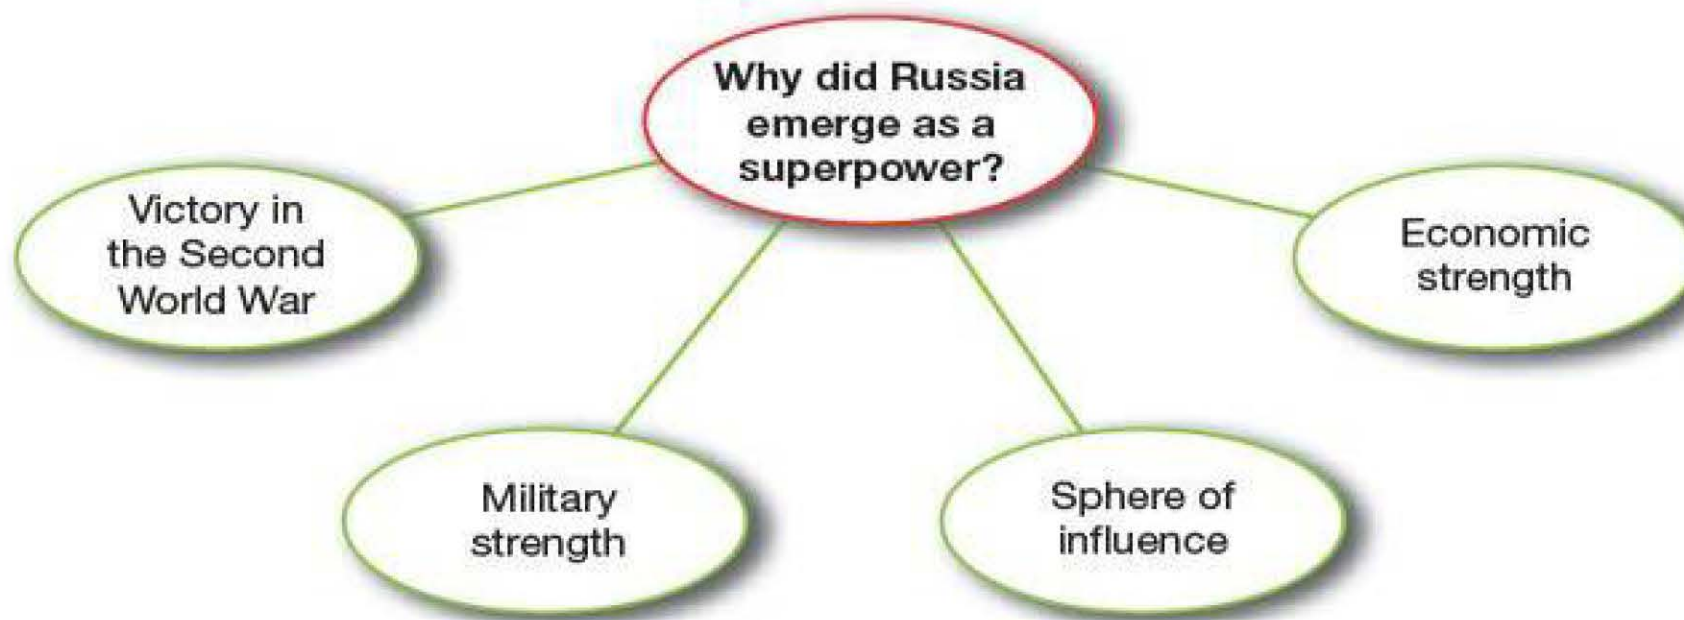 Why did Russia
emerge as a
superpower?
Victory in
the Second
World War
Economic
strength
Military
strength
Sphere of
influence